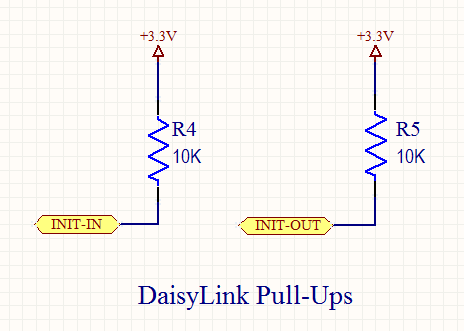 +3.3V
+3.3V
R4
10K
R5
10K
INIT-IN
INIT-OUT
DaisyLink Pull-Ups